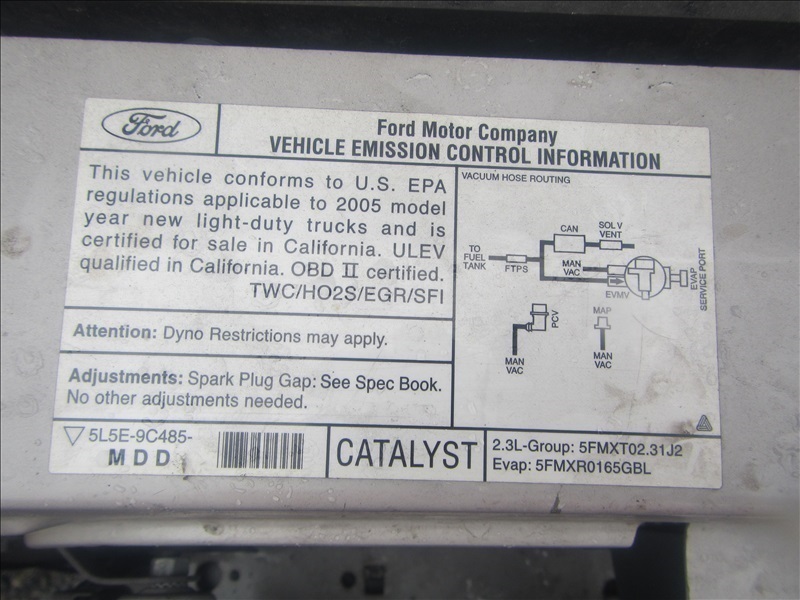 Ford
Ford Motor Company
VEHICLE EMISSION CONTROL INFORMATION
This vehicle conforms to U.S. EPA
regulations applicable to 2005 model
year new light-duty trucks and is
certified for sale in California. ULEV
qualified in California. OBD II certified.
TWC/HO2S/EGR/SFI
Attention: Dyno Restrictions may apply.
Adjustments: Spark Plug Gap: See Spec Book.
No other adjustments needed.
VACUUM HOSE ROUTING
CAN
SOL V
VENT
TO
FUEL
TANK
FTPS
MAN
VAC
EVMV
EVAP
SERVICE PORT
PCV
MAP
MAN
VAC
MAN
VAC
5L5E-9C485-
MDD
CATALYST
2.3L-Group: 5FMXT02.31J2
Evap: 5FMXR0165GBL